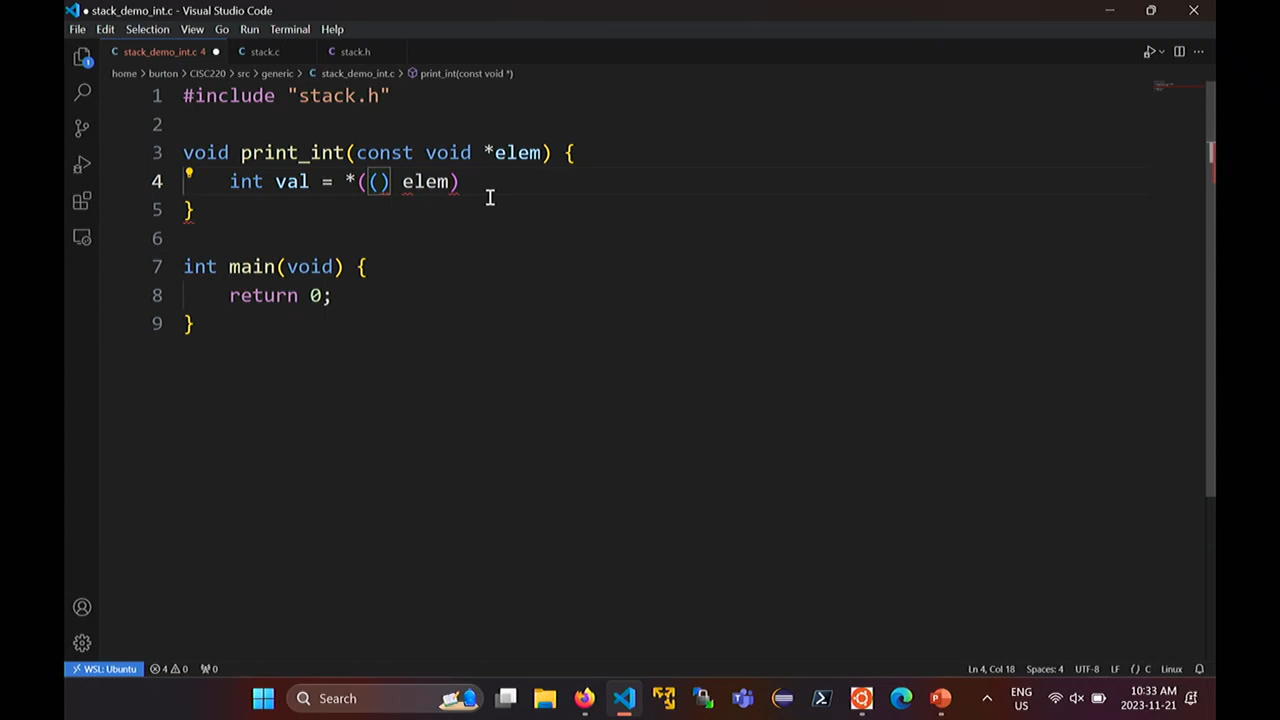 ● stack_demo_int.c - Visual Studio Code
File Edit Selection View Go Run Terminal Help
stack_demo_int.c 4 ● C stack.c C stack.h
home > burton > CISC220 > src > generic > C stack_demo_int.c > print_int(const void *)
1 #include "stack.h"
2
3 void print_int(const void *elem) {
4 int val = *(() elem)
5 }
6
7 int main(void) {
8 return 0;
9 }
WSL: Ubuntu 4 0 0 Ln 4, Col 18 Spaces: 4 UTF-8 LF {} C Linux
Search ENG US 10:33 AM 2023-11-21